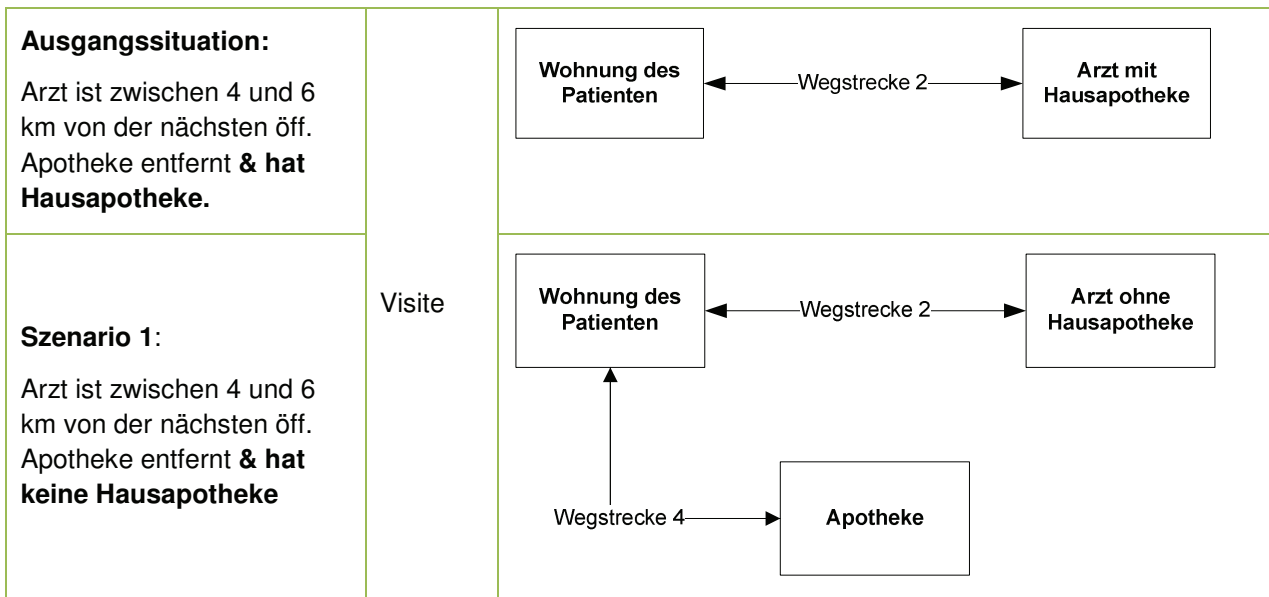 Ausgangssituation:
Arzt ist zwischen 4 und 6
km von der nächsten öff.
Apotheke entfernt & hat
Hausapotheke.
Visite
Wohnung des
Patienten
Wegstrecke 2
Arzt mit
Hausapotheke
Szenario 1:
Arzt ist zwischen 4 und 6
km von der nächsten öff.
Apotheke entfernt & hat
keine Hausapotheke
Wohnung des
Patienten
Wegstrecke 2
Arzt ohne
Hausapotheke
Wegstrecke 4
Apotheke